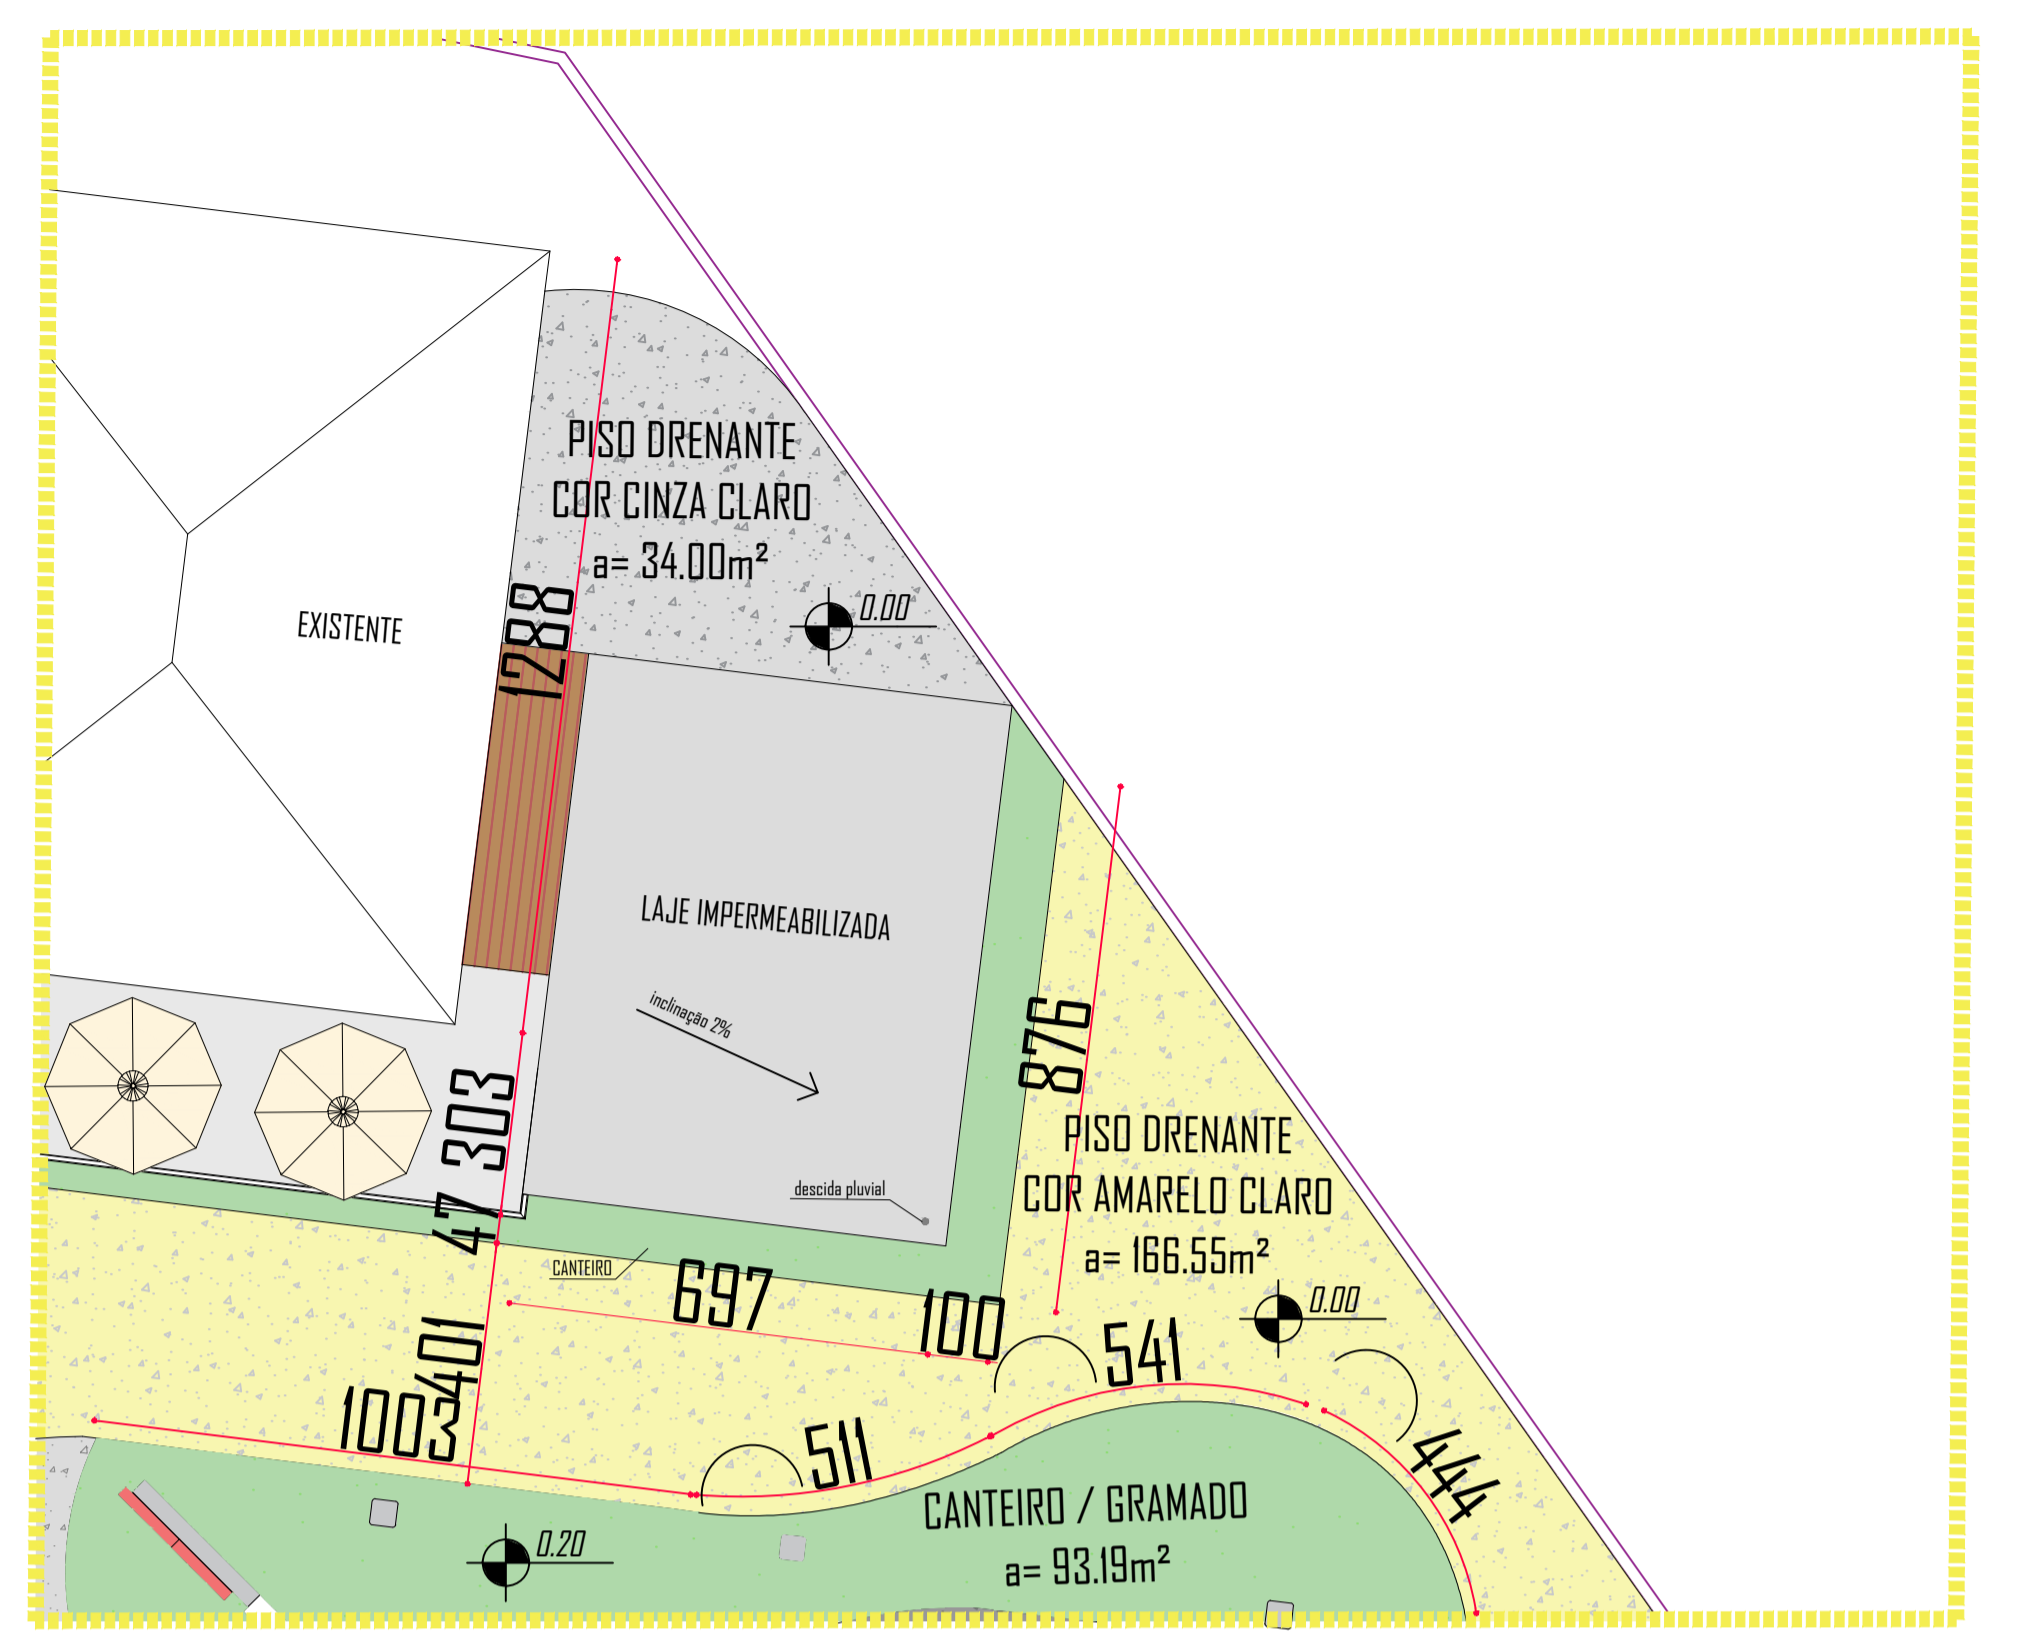 PISO DRENANTE
COR CINZA CLARO
a= 34.00m²
0.00
1288
EXISTENTE
LAJE IMPERMEABILIZADA
inclinação 2%
876
303
PISO DRENANTE
COR AMARELO CLARO
a= 166.55m²
descida pluvial
47
CANTEIRO
697
100
0.00
541
401
1003
511
444
CANTEIRO / GRAMADO
a= 93.19m²
0.20